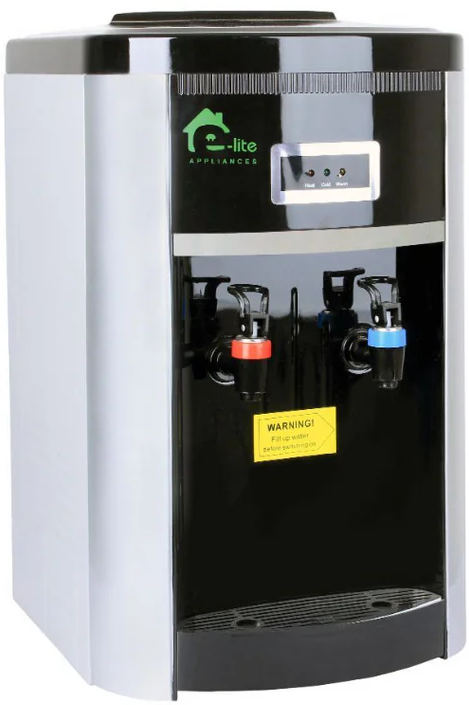 e-lite
APPLIANCES
Heat Cold Warm
WARNING!
Fill up water
before switching on